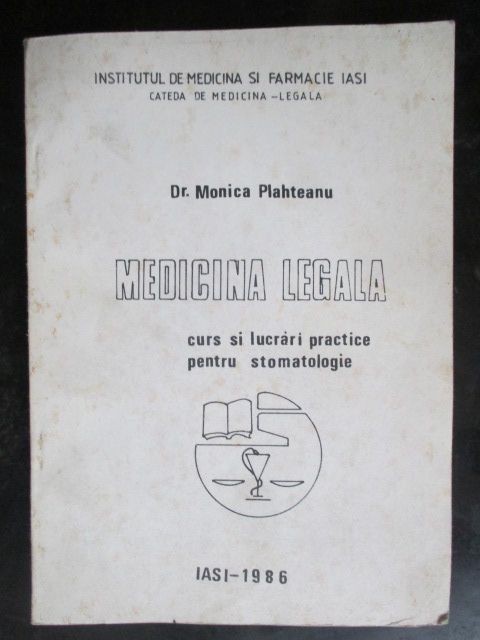 INSTITUTUL DE MEDICINA SI FARMACIE IASI
CATEDA DE MEDICINA -LEGALA
Dr. Monica Plahteanu
MEDICINA LEGALA
curs si lucrări practice
pentru stomatologie
IASI-1986